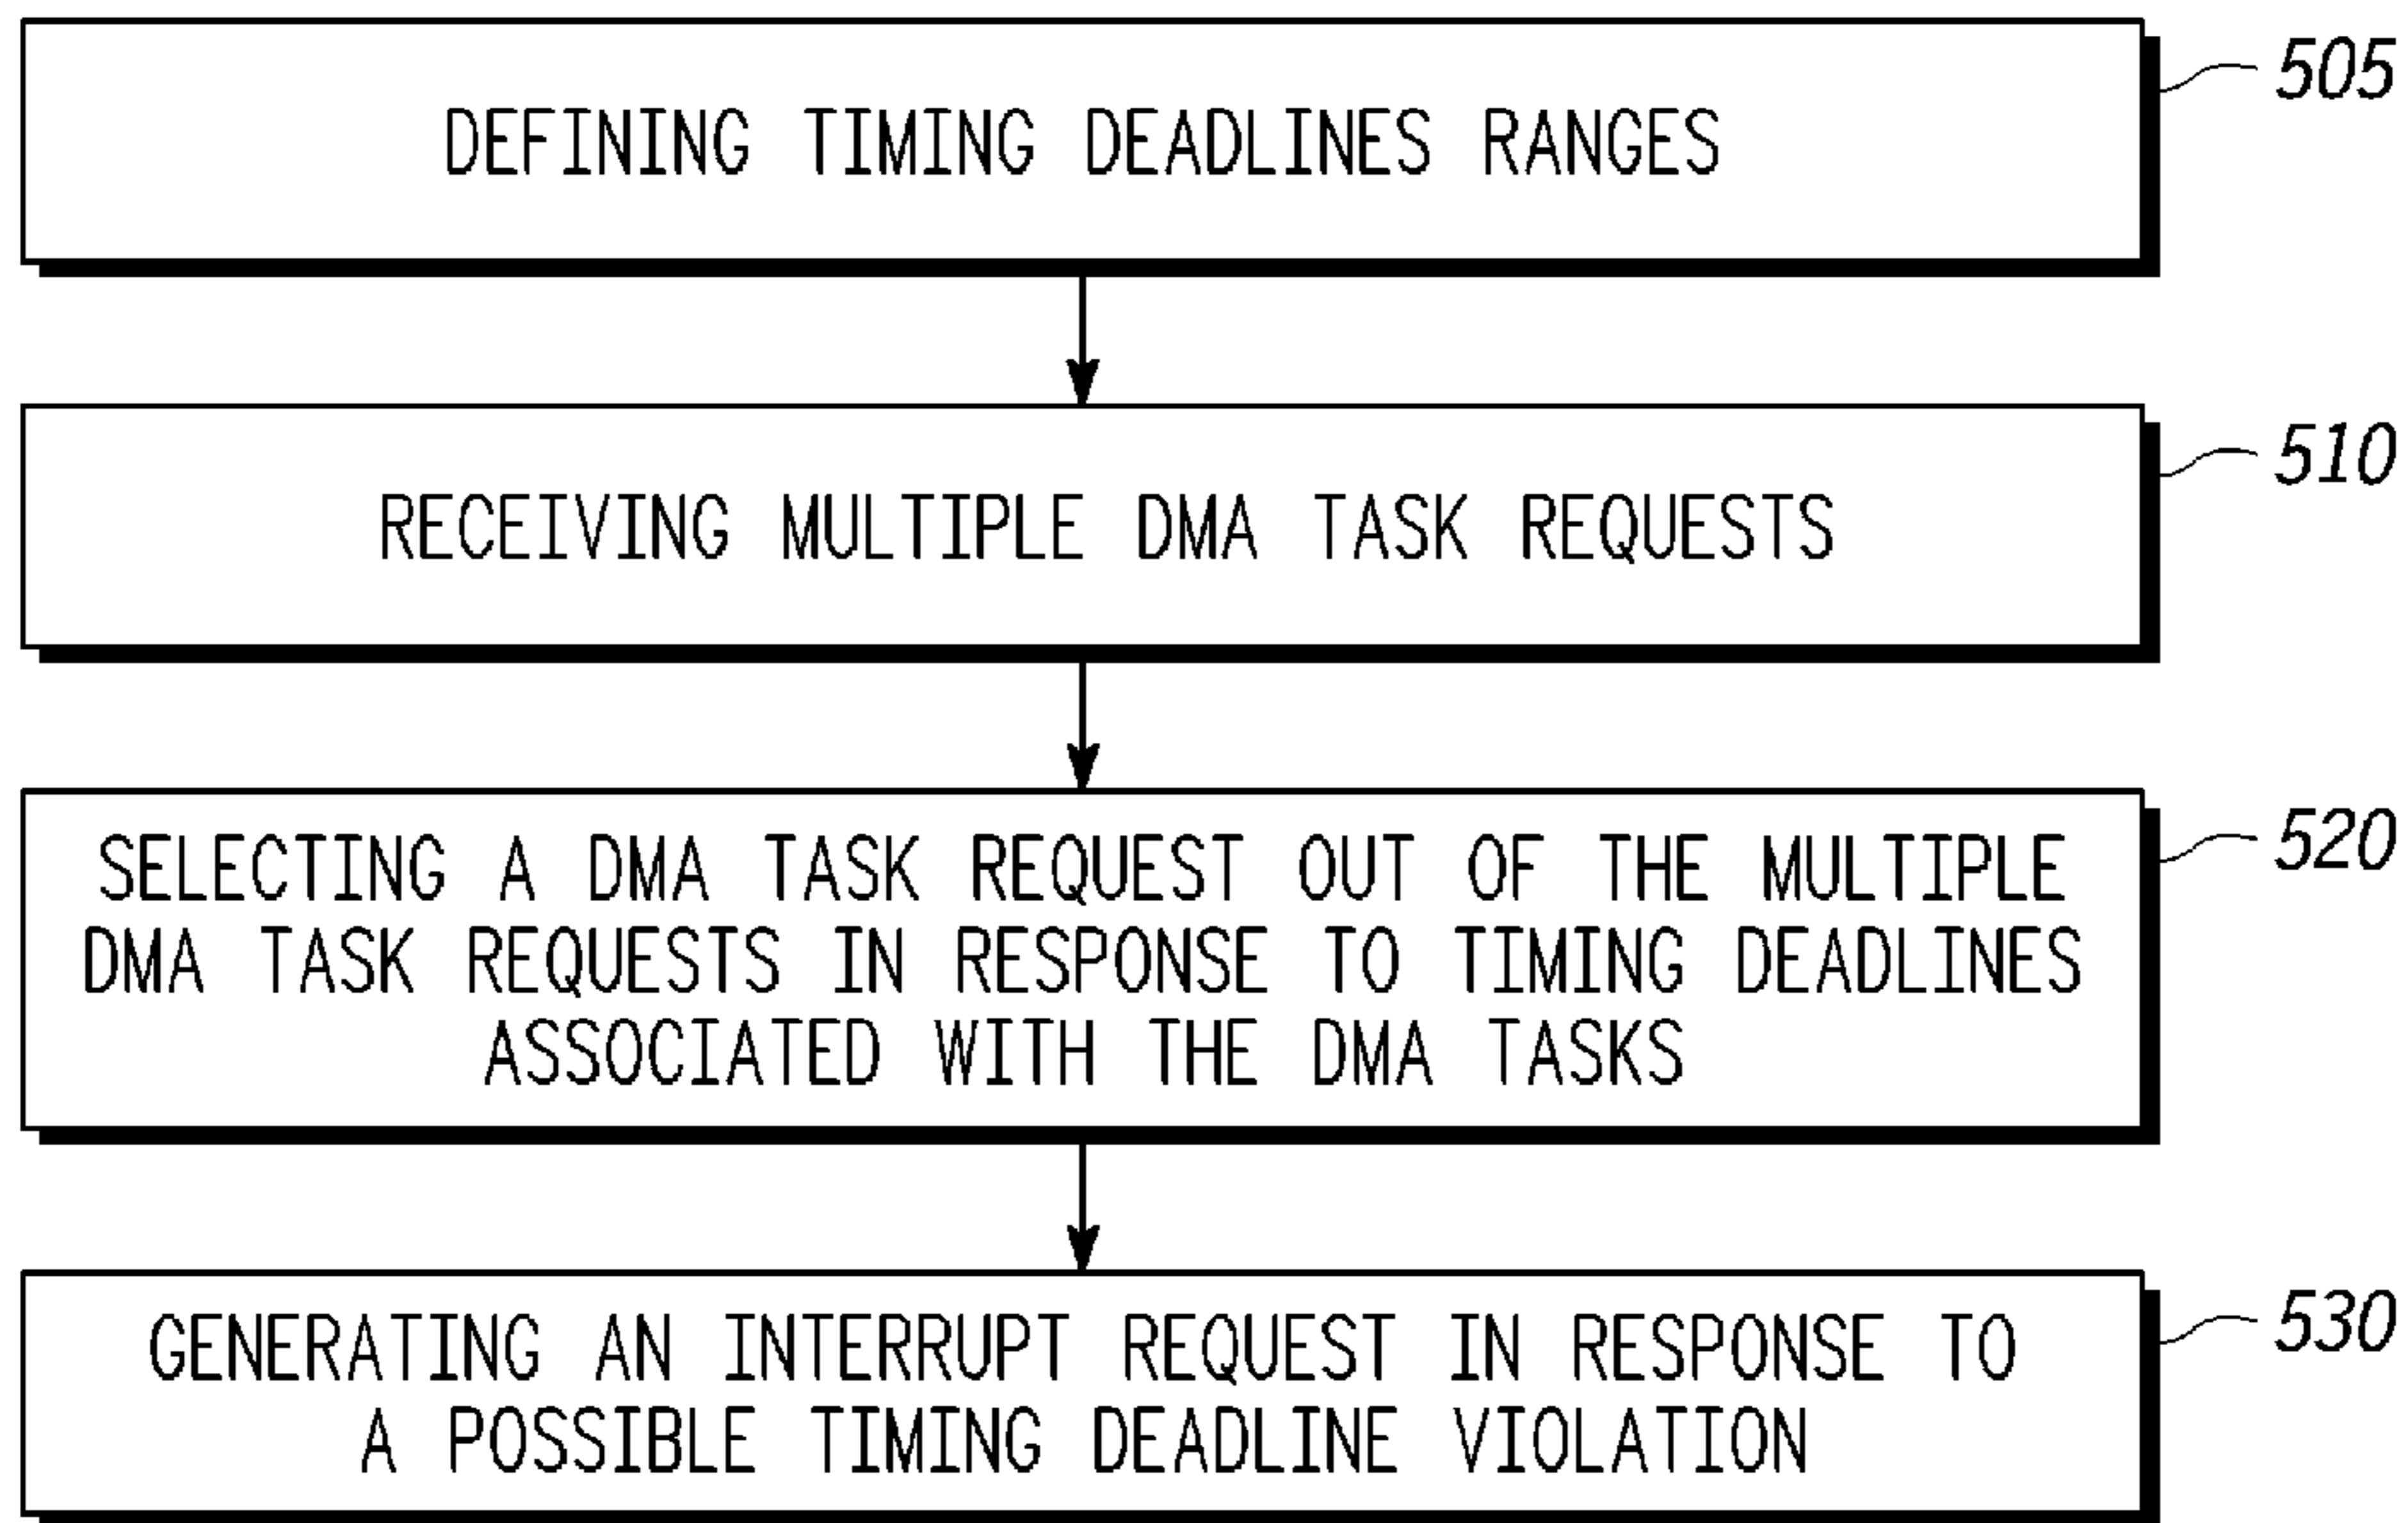 DEFINING TIMING DEADLINES RANGES
505
RECEIVING MULTIPLE DMA TASK REQUESTS
510
SELECTING A DMA TASK REQUEST OUT OF THE MULTIPLE
DMA TASK REQUESTS IN RESPONSE TO TIMING DEADLINES
ASSOCIATED WITH THE DMA TASKS
520
GENERATING AN INTERRUPT REQUEST IN RESPONSE TO
A POSSIBLE TIMING DEADLINE VIOLATION
530